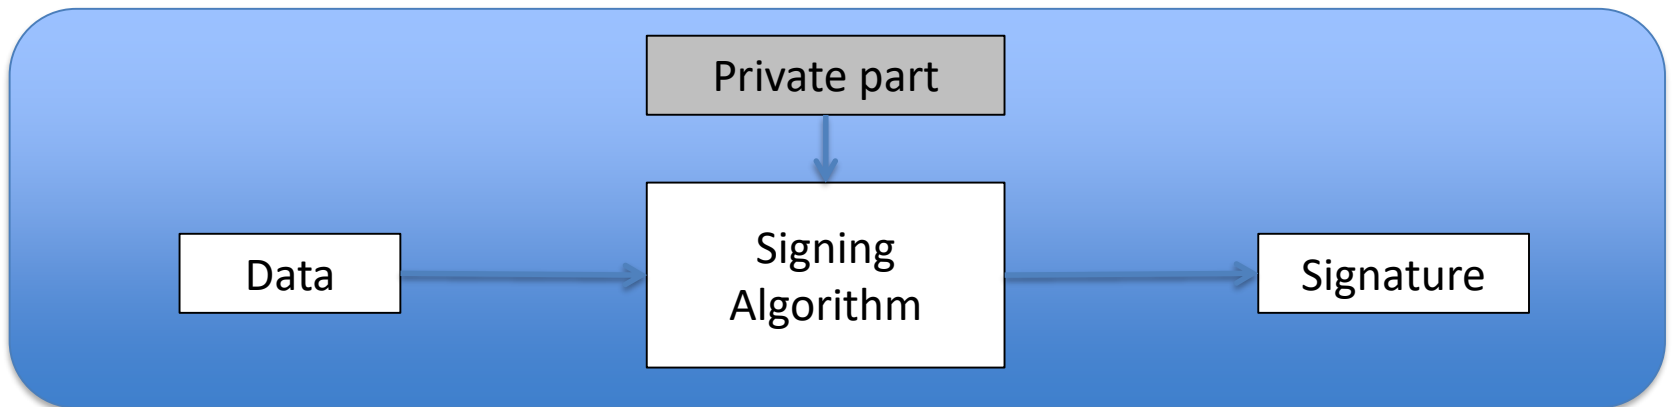 Private part
Data
Signing
Algorithm
Signature